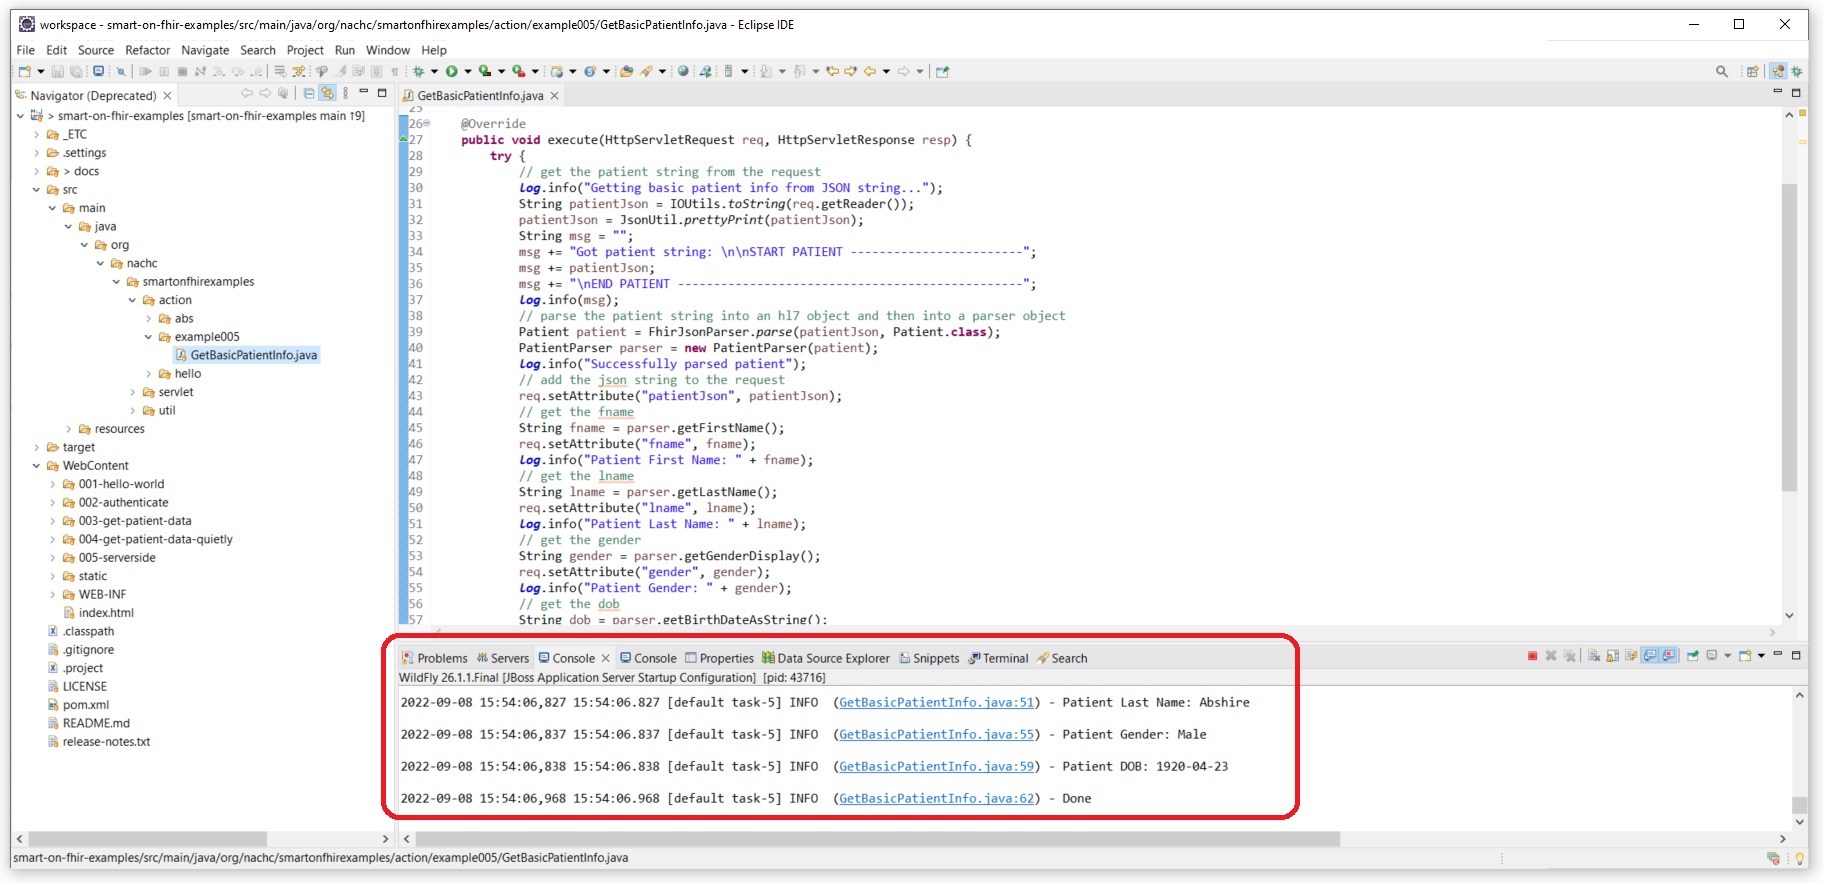 workspace - smart-on-fhir-examples/src/main/java/org/nachc/smartonfhirexamples/action/example005/GetBasicPatientInfo.java - Eclipse IDE
File Edit Source Refactor Navigate Search Project Run Window Help
Navigator (Deprecated)
> smart-on-fhir-examples [smart-on-fhir-examples main ↑9]
_ETC
.settings
> docs
src
main
java
org
nachc
smartonfhirexamples
action
abs
example005
GetBasicPatientInfo.java
hello
servlet
util
resources
target
WebContent
001-hello-world
002-authenticate
003-get-patient-data
004-get-patient-data-quietly
005-serverside
static
WEB-INF
index.html
.classpath
.gitignore
.project
LICENSE
pom.xml
README.md
release-notes.txt
GetBasicPatientInfo.java
25
26 @Override
27 public void execute(HttpServletRequest req, HttpServletResponse resp) {
28 try {
29 // get the patient string from the request
30 log.info("Getting basic patient info from JSON string...");
31 String patientJson = IOUtils.toString(req.getReader());
32 patientJson = JsonUtil.prettyPrint(patientJson);
33 String msg = "";
34 msg += "Got patient string: \n\nSTART PATIENT ------------------------";
35 msg += patientJson;
36 msg += "\nEND PATIENT ------------------------------------------------";
37 log.info(msg);
38 // parse the patient string into an hl7 object and then into a parser object
39 Patient patient = FhirJsonParser.parse(patientJson, Patient.class);
40 PatientParser parser = new PatientParser(patient);
41 log.info("Successfully parsed patient");
42 // add the json string to the request
43 req.setAttribute("patientJson", patientJson);
44 // get the fname
45 String fname = parser.getFirstName();
46 req.setAttribute("fname", fname);
47 log.info("Patient First Name: " + fname);
48 // get the lname
49 String lname = parser.getLastName();
50 req.setAttribute("lname", lname);
51 log.info("Patient Last Name: " + lname);
52 // get the gender
53 String gender = parser.getGenderDisplay();
54 req.setAttribute("gender", gender);
55 log.info("Patient Gender: " + gender);
56 // get the dob
57 String dob = parser.getBirthDateAsString();
Problems Servers Console Console Properties Data Source Explorer Snippets Terminal Search
WildFly 26.1.1.Final [JBoss Application Server Startup Configuration] [pid: 43716]
2022-09-08 15:54:06,827 15:54:06.827 [default task-5] INFO (GetBasicPatientInfo.java:51) - Patient Last Name: Abshire
2022-09-08 15:54:06,837 15:54:06.837 [default task-5] INFO (GetBasicPatientInfo.java:55) - Patient Gender: Male
2022-09-08 15:54:06,838 15:54:06.838 [default task-5] INFO (GetBasicPatientInfo.java:59) - Patient DOB: 1920-04-23
2022-09-08 15:54:06,968 15:54:06.968 [default task-5] INFO (GetBasicPatientInfo.java:62) - Done
smart-on-fhir-examples/src/main/java/org/nachc/smartonfhirexamples/action/example005/GetBasicPatientInfo.java